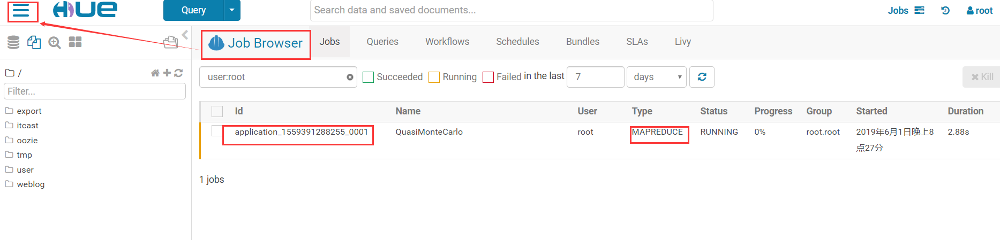 HUE Query Search data and saved documents... Jobs root
Job Browser Jobs Queries Workflows Schedules Bundles SLAs Livy
/
Filter...
export
itcast
oozie
tmp
user
weblog
user:root Succeeded Running Failed in the last 7 days Kill
Id Name User Type Status Progress Group Started Duration
application_1559391288255_0001 QuasiMonteCarlo root MAPREDUCE RUNNING 0% root.root 2019年6月1日晚上8 2.88s
点27分
1 jobs